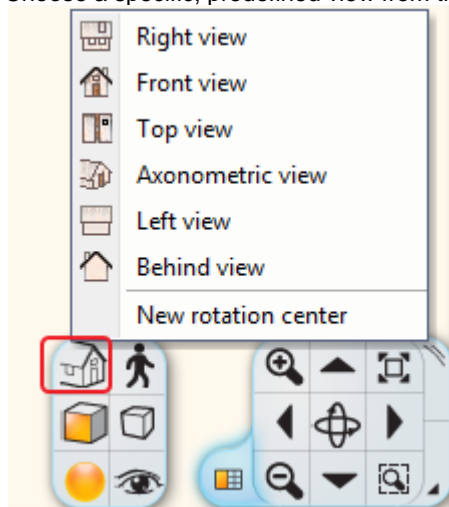 Choose a specific, predefined view from th
Right view
Front view
Top view
Axonometric view
Left view
Behind view
New rotation center